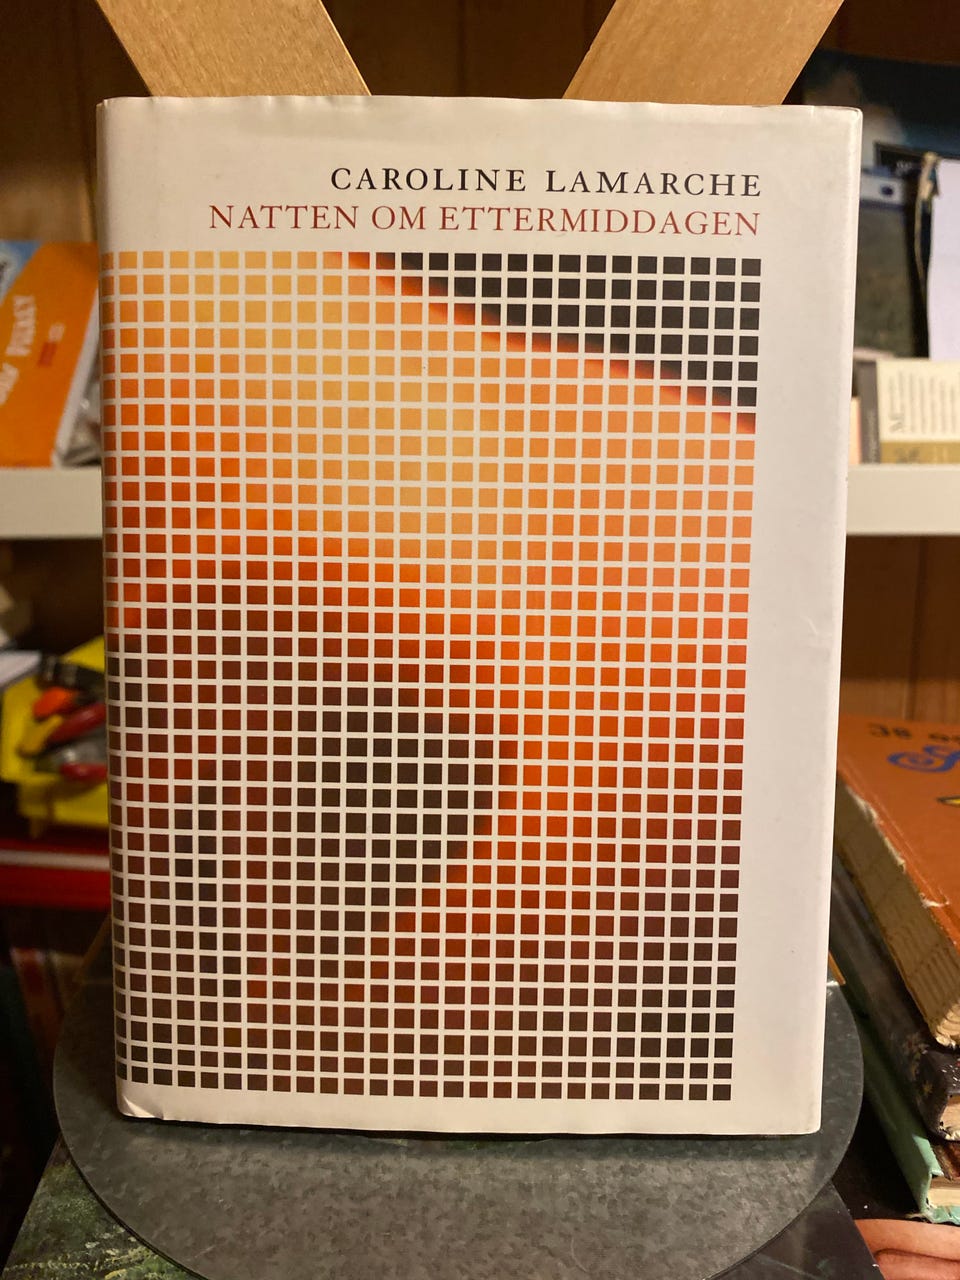 CAROLINE LAMARCHE
NATTEN OM ETTERMIDDAGEN